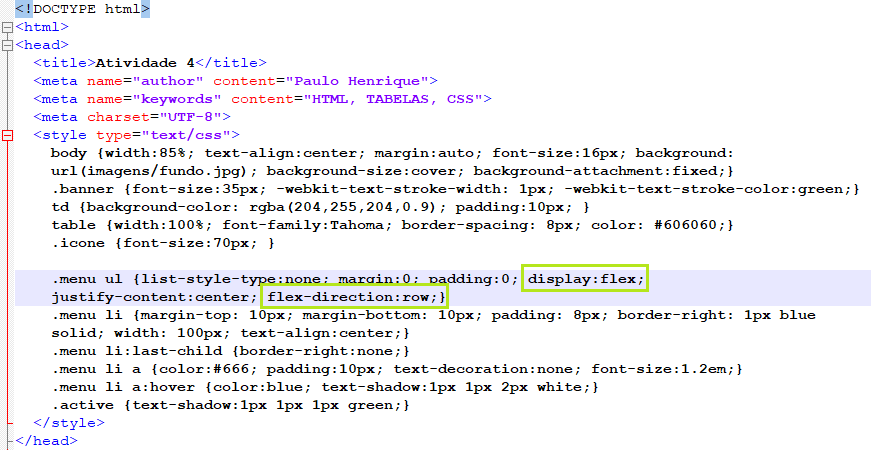 <!DOCTYPE html>
<html>
<head>
<title>Atividade 4</title>
<meta name="author" content="Paulo Henrique">
<meta name="keywords" content="HTML, TABELAS, CSS">
<meta charset="UTF-8">
<style type="text/css">
body {width:85%; text-align:center; margin:auto; font-size:16px; background:
url(imagens/fundo.jpg); background-size:cover; background-attachment:fixed;}
.banner {font-size:35px; -webkit-text-stroke-width: 1px; -webkit-text-stroke-color:green;}
td {background-color: rgba(204,255,204,0.9); padding:10px; }
table {width:100%; font-family:Tahoma; border-spacing: 8px; color: #606060;}
.icone {font-size:70px; }
.menu ul {list-style-type:none; margin:0; padding:0; display:flex;
justify-content:center; flex-direction:row;}
.menu li {margin-top: 10px; margin-bottom: 10px; padding: 8px; border-right: 1px blue
solid; width: 100px; text-align:center;}
.menu li:last-child {border-right:none;}
.menu li a {color:#666; padding:10px; text-decoration:none; font-size:1.2em;}
.menu li a:hover {color:blue; text-shadow:1px 1px 2px white;}
.active {text-shadow:1px 1px 1px green;}
</style>
</head>